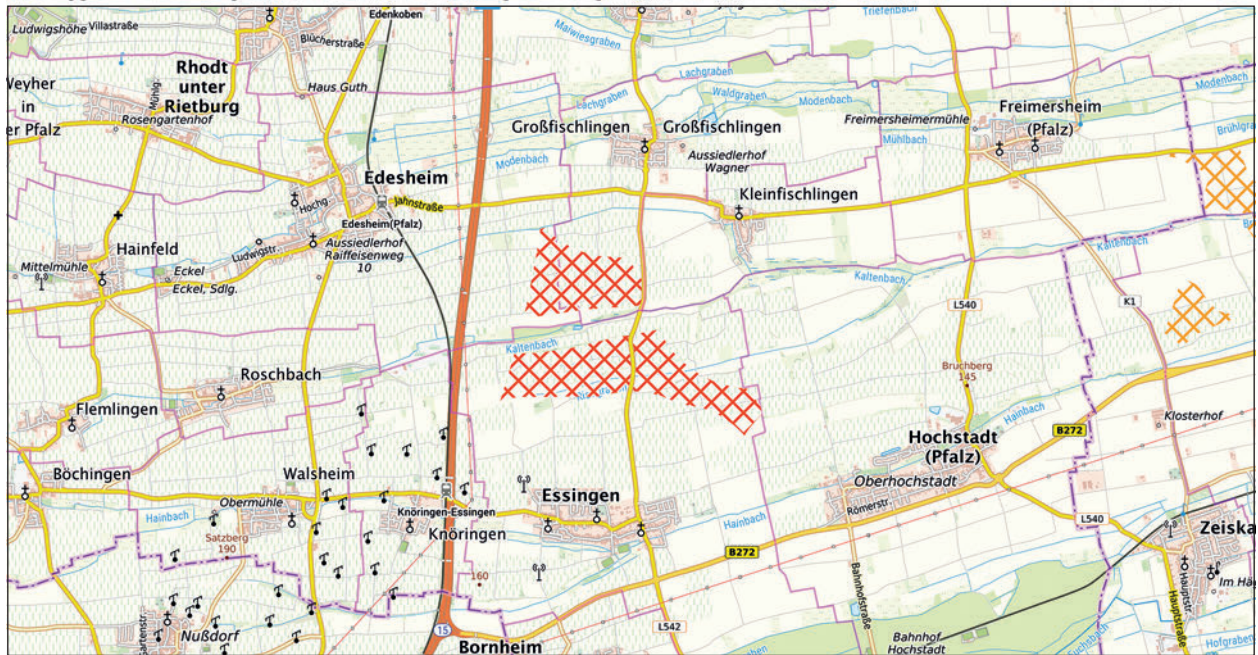 Edenkoben
Ludwigshöhe
Villastraße
Blücherstraße
Malwiesgraben
Triefenbach
Rhodt
unter
Rietburg
Weyher
in
er Pfalz
Mühlg.
Haus Guth
Rosengartenhof
Lachgraben
Lachgraben
Waldgraben
Modenbach
Modenbach
Großfischlingen
Großfischlingen
Freimersheimermühle
Freimersheim
(Pfalz)
Mühlbach
Brühlgra
Modenbach
Aussiedlerhof
Wagner
Edesheim
Jahnstraße
Kleinfischlingen
Hochg.
Edesheim(Pfalz)
Ludwigstr.
Aussiedlerhof
Raiffeisenweg
10
Hainfeld
Mittelmühle
Eckel
Eckel, Sdlg.
Kaltenbach
Kaltenbach
L540
K1
Kaltenbach
Roschbach
Bruchberg
145
Flemlingen
Klosterhof
Hainbach
B272
Hochstadt
(Pfalz)
Böchingen
Walsheim
Oberhochstadt
Obermühle
Essingen
Römerstr.
Knöringen-Essingen
Hainbach
Knöringen
Hainbach
L540
Satzberg
190
Zeiska
B272
160
Bahnhofstraße
Im Hä
Hauptstr.
Nußdorf
Gartenstr.
15
L542
Hauptstraße
Bornheim
Bahnhof
Hochstadt
Fuchsbach
Hofgraben